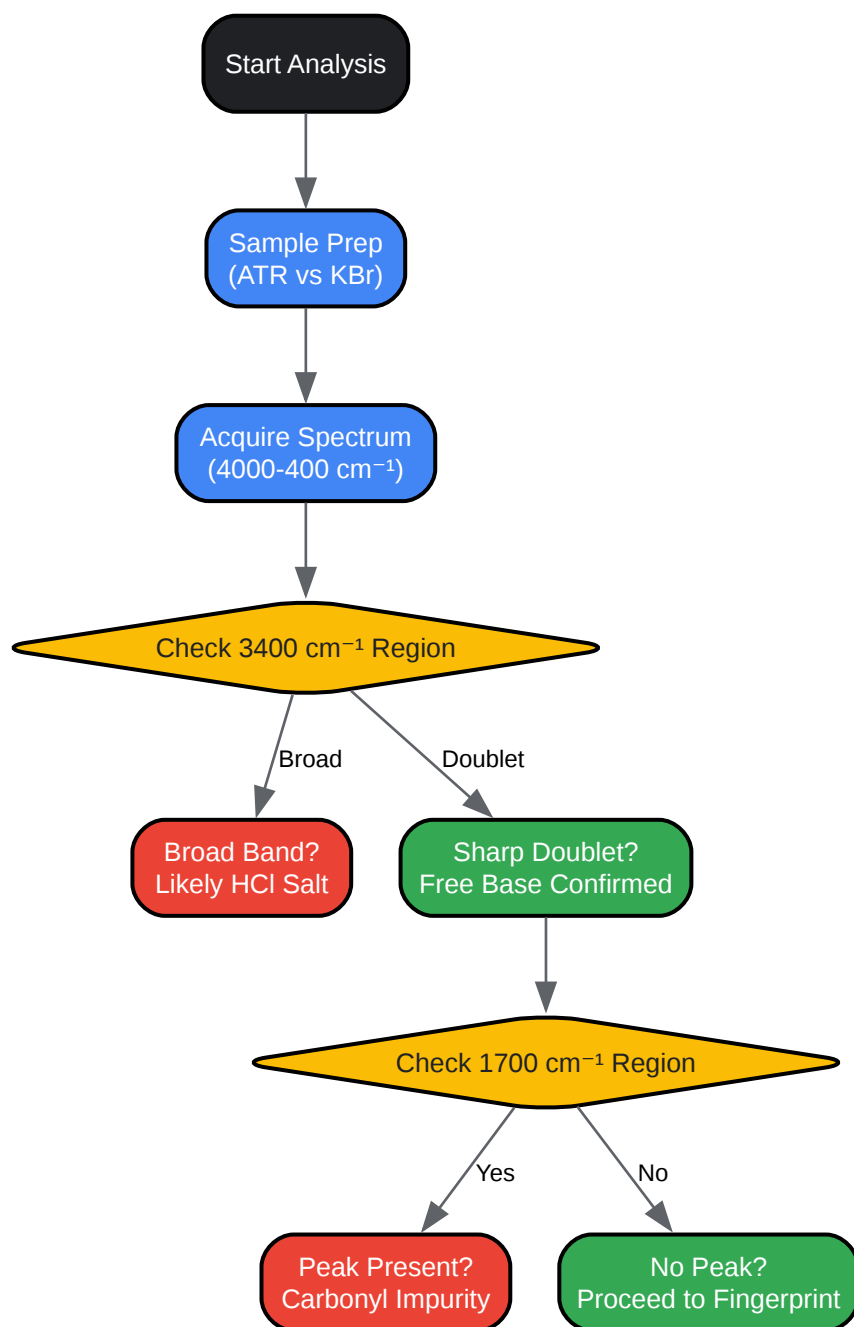 Start Analysis
Sample Prep
(ATR vs KBr)
Acquire Spectrum
(4000-400 cm⁻¹)
Check 3400 cm⁻¹ Region
Broad
Doublet
Broad Band?
Likely HCl Salt
Sharp Doublet?
Free Base Confirmed
Check 1700 cm⁻¹ Region
Yes
No
Peak Present?
Carbonyl Impurity
No Peak?
Proceed to Fingerprint